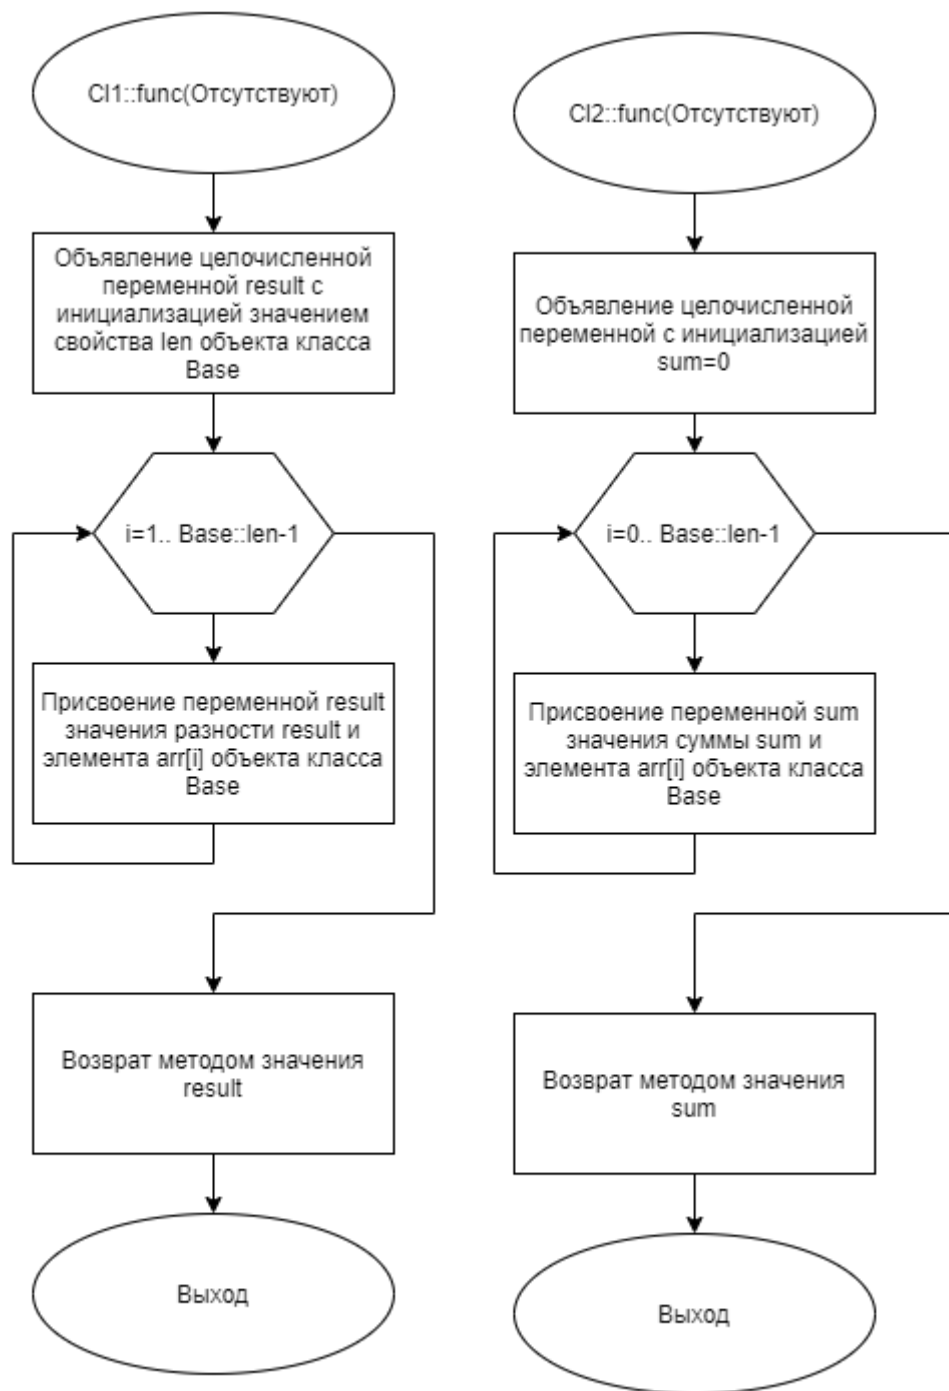 Cl1::func(Отсутствуют)
Объявление целочисленной
переменной result с
инициализацией значением
свойства len объекта класса
Base
i=1.. Base::len-1
Присвоение переменной result
значения разности result и
элемента arr[i] объекта класса
Base
Возврат методом значения
result
Выход
Cl2::func(Отсутствуют)
Объявление целочисленной
переменной с инициализацией
sum=0
i=0.. Base::len-1
Присвоение переменной sum
значения суммы sum и
элемента arr[i] объекта класса
Base
Возврат методом значения
sum
Выход